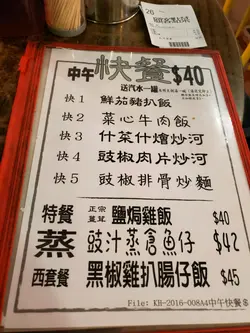 中午快餐$40
送汽水一罐
快1 鮮茄豬扒飯
快2 菜心牛肉飯
快3 什菜什燴炒河
快4 豉椒肉片炒河
快5 豉椒排骨炒麵
特餐 正宗 鹽焗雞飯 $40
蒸 豉汁蒸倉魚仔 $42
西套餐 黑椒雞扒腸仔飯 $45
File: KB-2016-008A4中午快餐